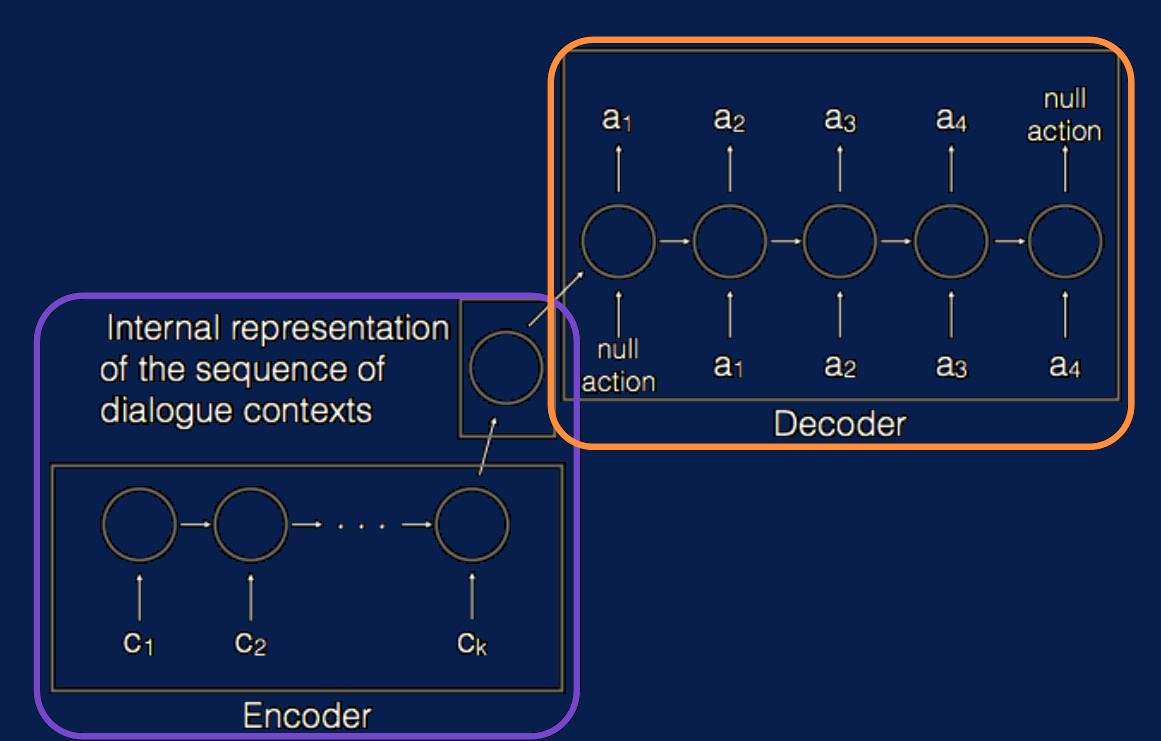 a₁ a₂ a₃ a₄ null
action
null
action a₁ a₂ a₃ a₄
Decoder
Internal representation
of the sequence of
dialogue contexts
. . .
c₁ c₂ cₖ
Encoder